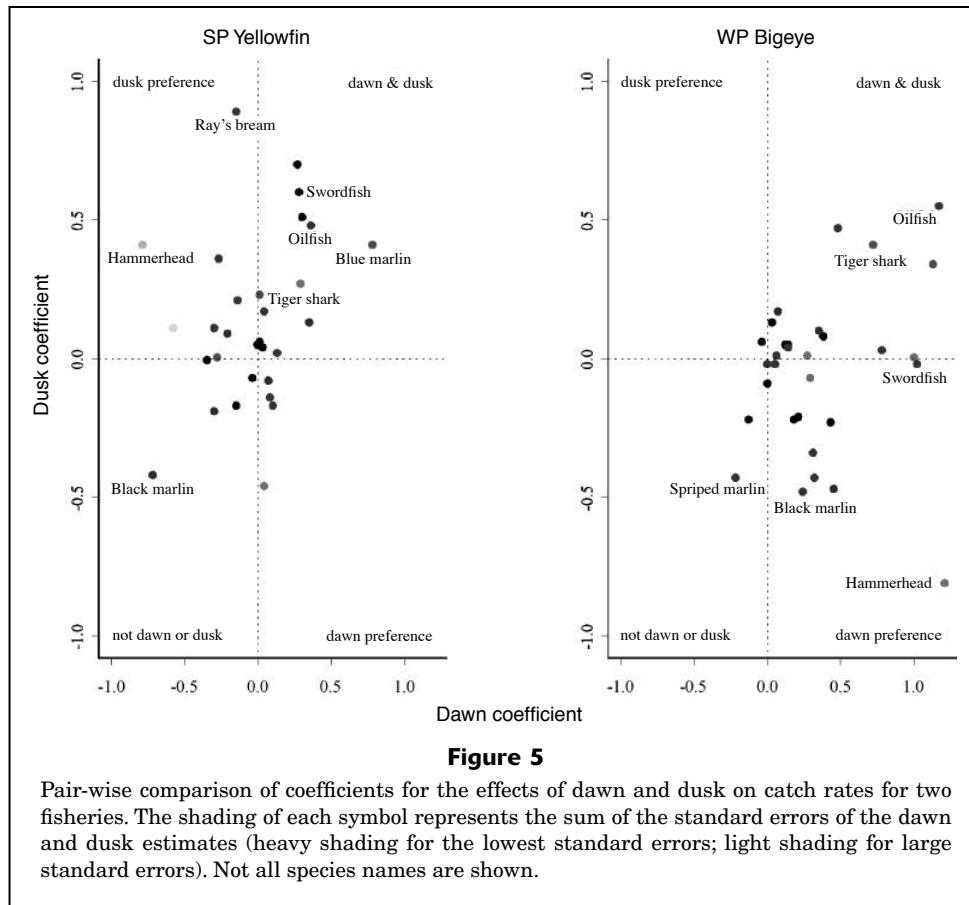 SP Yellowfin
WP Bigeye
dusk preference
dawn & dusk
Ray's bream
Swordfish
Oilfish
Blue marlin
Hammerhead
Tiger shark
Black marlin
not dawn or dusk
dawn preference
1.0
0.5
0.0
-0.5
-1.0
-1.0
-0.5
0.0
0.5
1.0
Dusk coefficient
dusk preference
dawn & dusk
Oilfish
Tiger shark
Swordfish
Spriped marlin
Black marlin
Hammerhead
not dawn or dusk
dawn preference
1.0
0.5
0.0
-0.5
-1.0
-1.0
-0.5
0.0
0.5
1.0
Dawn coefficient
Figure 5
Pair-wise comparison of coefficients for the effects of dawn and dusk on catch rates for two
fisheries. The shading of each symbol represents the sum of the standard errors of the dawn
and dusk estimates (heavy shading for the lowest standard errors; light shading for large
standard errors). Not all species names are shown.